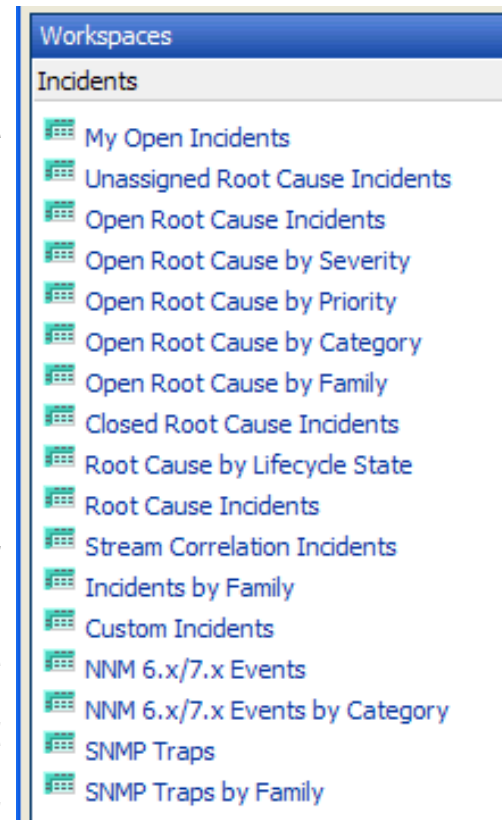 Workspaces
Incidents
My Open Incidents
Unassigned Root Cause Incidents
Open Root Cause Incidents
Open Root Cause by Severity
Open Root Cause by Priority
Open Root Cause by Category
Open Root Cause by Family
Closed Root Cause Incidents
Root Cause by Lifecycle State
Root Cause Incidents
Stream Correlation Incidents
Incidents by Family
Custom Incidents
NNM 6.x/7.x Events
NNM 6.x/7.x Events by Category
SNMP Traps
SNMP Traps by Family